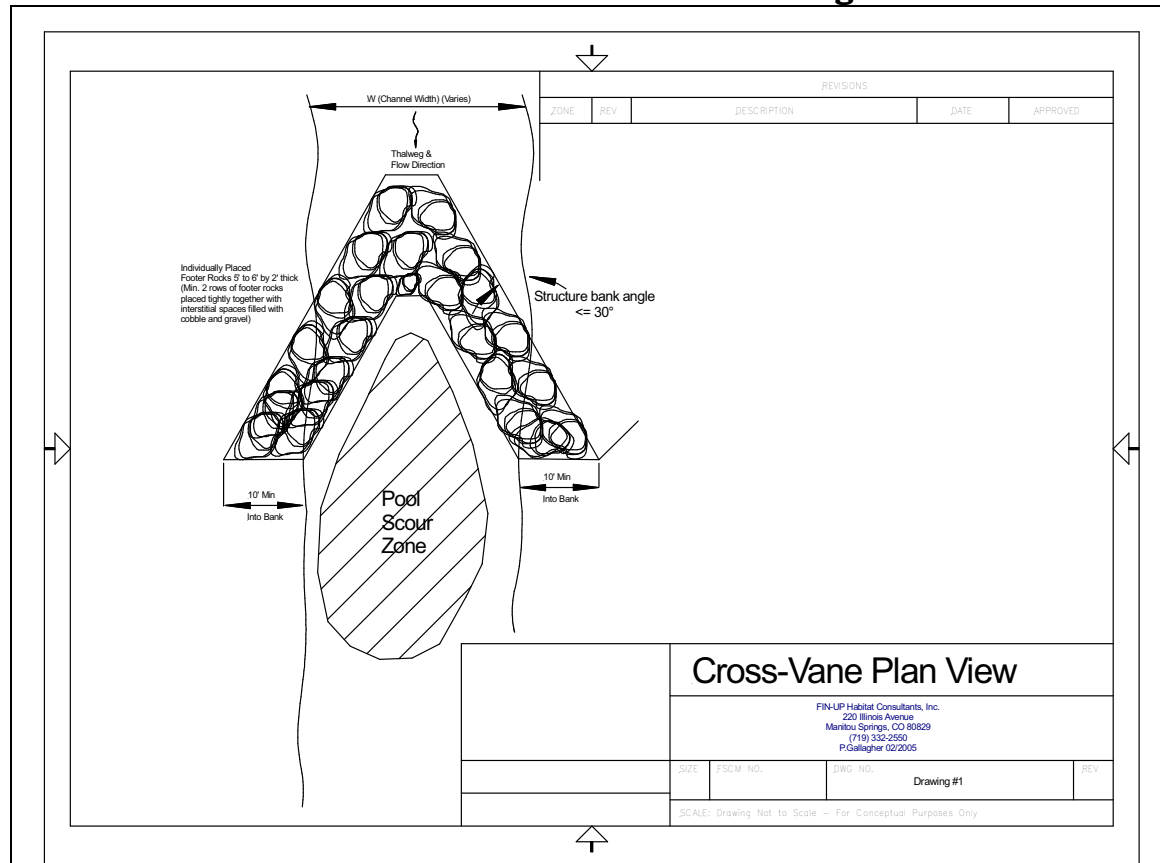 REVISIONS
ZONE REV DESCRIPTION DATE APPROVED
W (Channel Width) (Varies)
Thalweg &
Flow Direction
Individually Placed
Footer Rocks 5' to 6' by 2' thick
(Min. 2 rows of footer rocks
placed tightly together with
interstitial spaces filled with
cobble and gravel)
Structure bank angle
<= 30°
10' Min
Into Bank
10' Min
Into Bank
Pool
Scour
Zone
Cross-Vane Plan View
FIN-UP Habitat Consultants, Inc.
220 Illinois Avenue
Manitou Springs, CO 80829
(719) 332-2550
P.Gallagher 02/2005
SIZE FSCM NO. DWG NO. REV
Drawing #1
SCALE: Drawing Not to Scale - For Conceptual Purposes Only